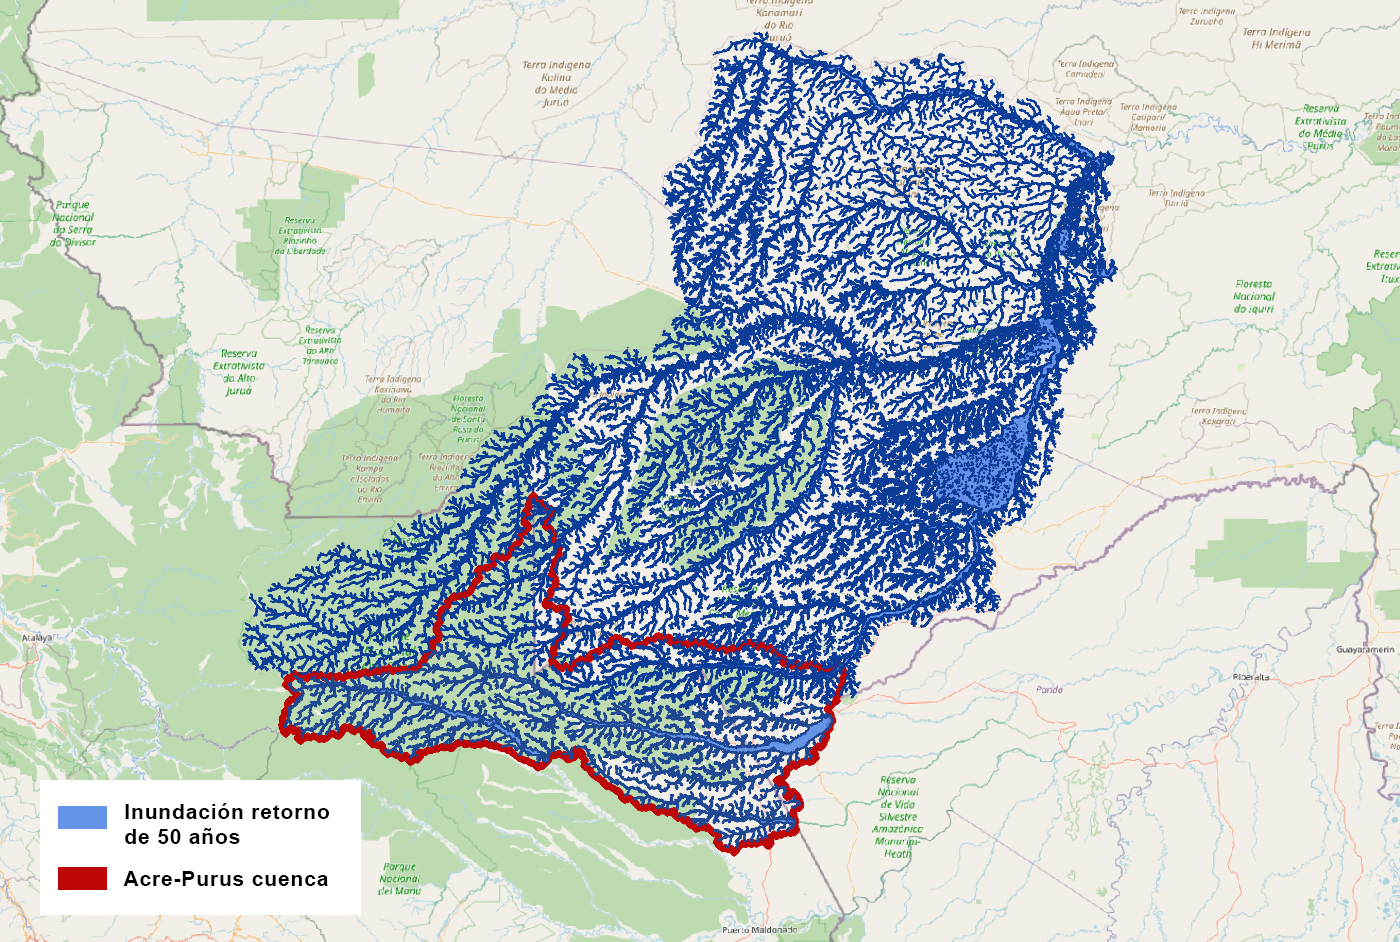 Terra Indígena
Kanamari
do Rio
Juruá
Terra Indígena
Zuruahã
Terra Indígena
Hi Merimã
Terra Indígena
Kulina
do Médio
Juruá
Terra Indígena
Camadeni
Terra Indígena
Água Preta/
Inari
Terra Indígena
Caititu/
Mamoria
Reserva
Extrativista
do Médio
Purus
Terra Indígena
Tumiã
Parque
Nacional
da Serra
do Divisor
Reserva
Extrativista
Riozinho
da Liberdade
Floresta
Nacional
do Iquiri
Reserva
Extrativista
do Alto
Tarauacá
Reserva
Extrativista
do Alto
Juruá
Terra Indígena
Kaxinawá
do Rio
Humaitá
Floresta
Nacional
de Santa
Rosa do
Purus
Terra Indígena
Kaxarari
Terra Indígena
Kampa
e Isolados
do Rio
Envira
Atalaya
Guayaramerín
Riberalta
Pando
Reserva
Nacional
de Vida
Silvestre
Amazónica
Manuripi-
Heath
Inundación retorno
de 50 años
Acre-Purus cuenca
Parque
Nacional
del Manu
Puerto Maldonado